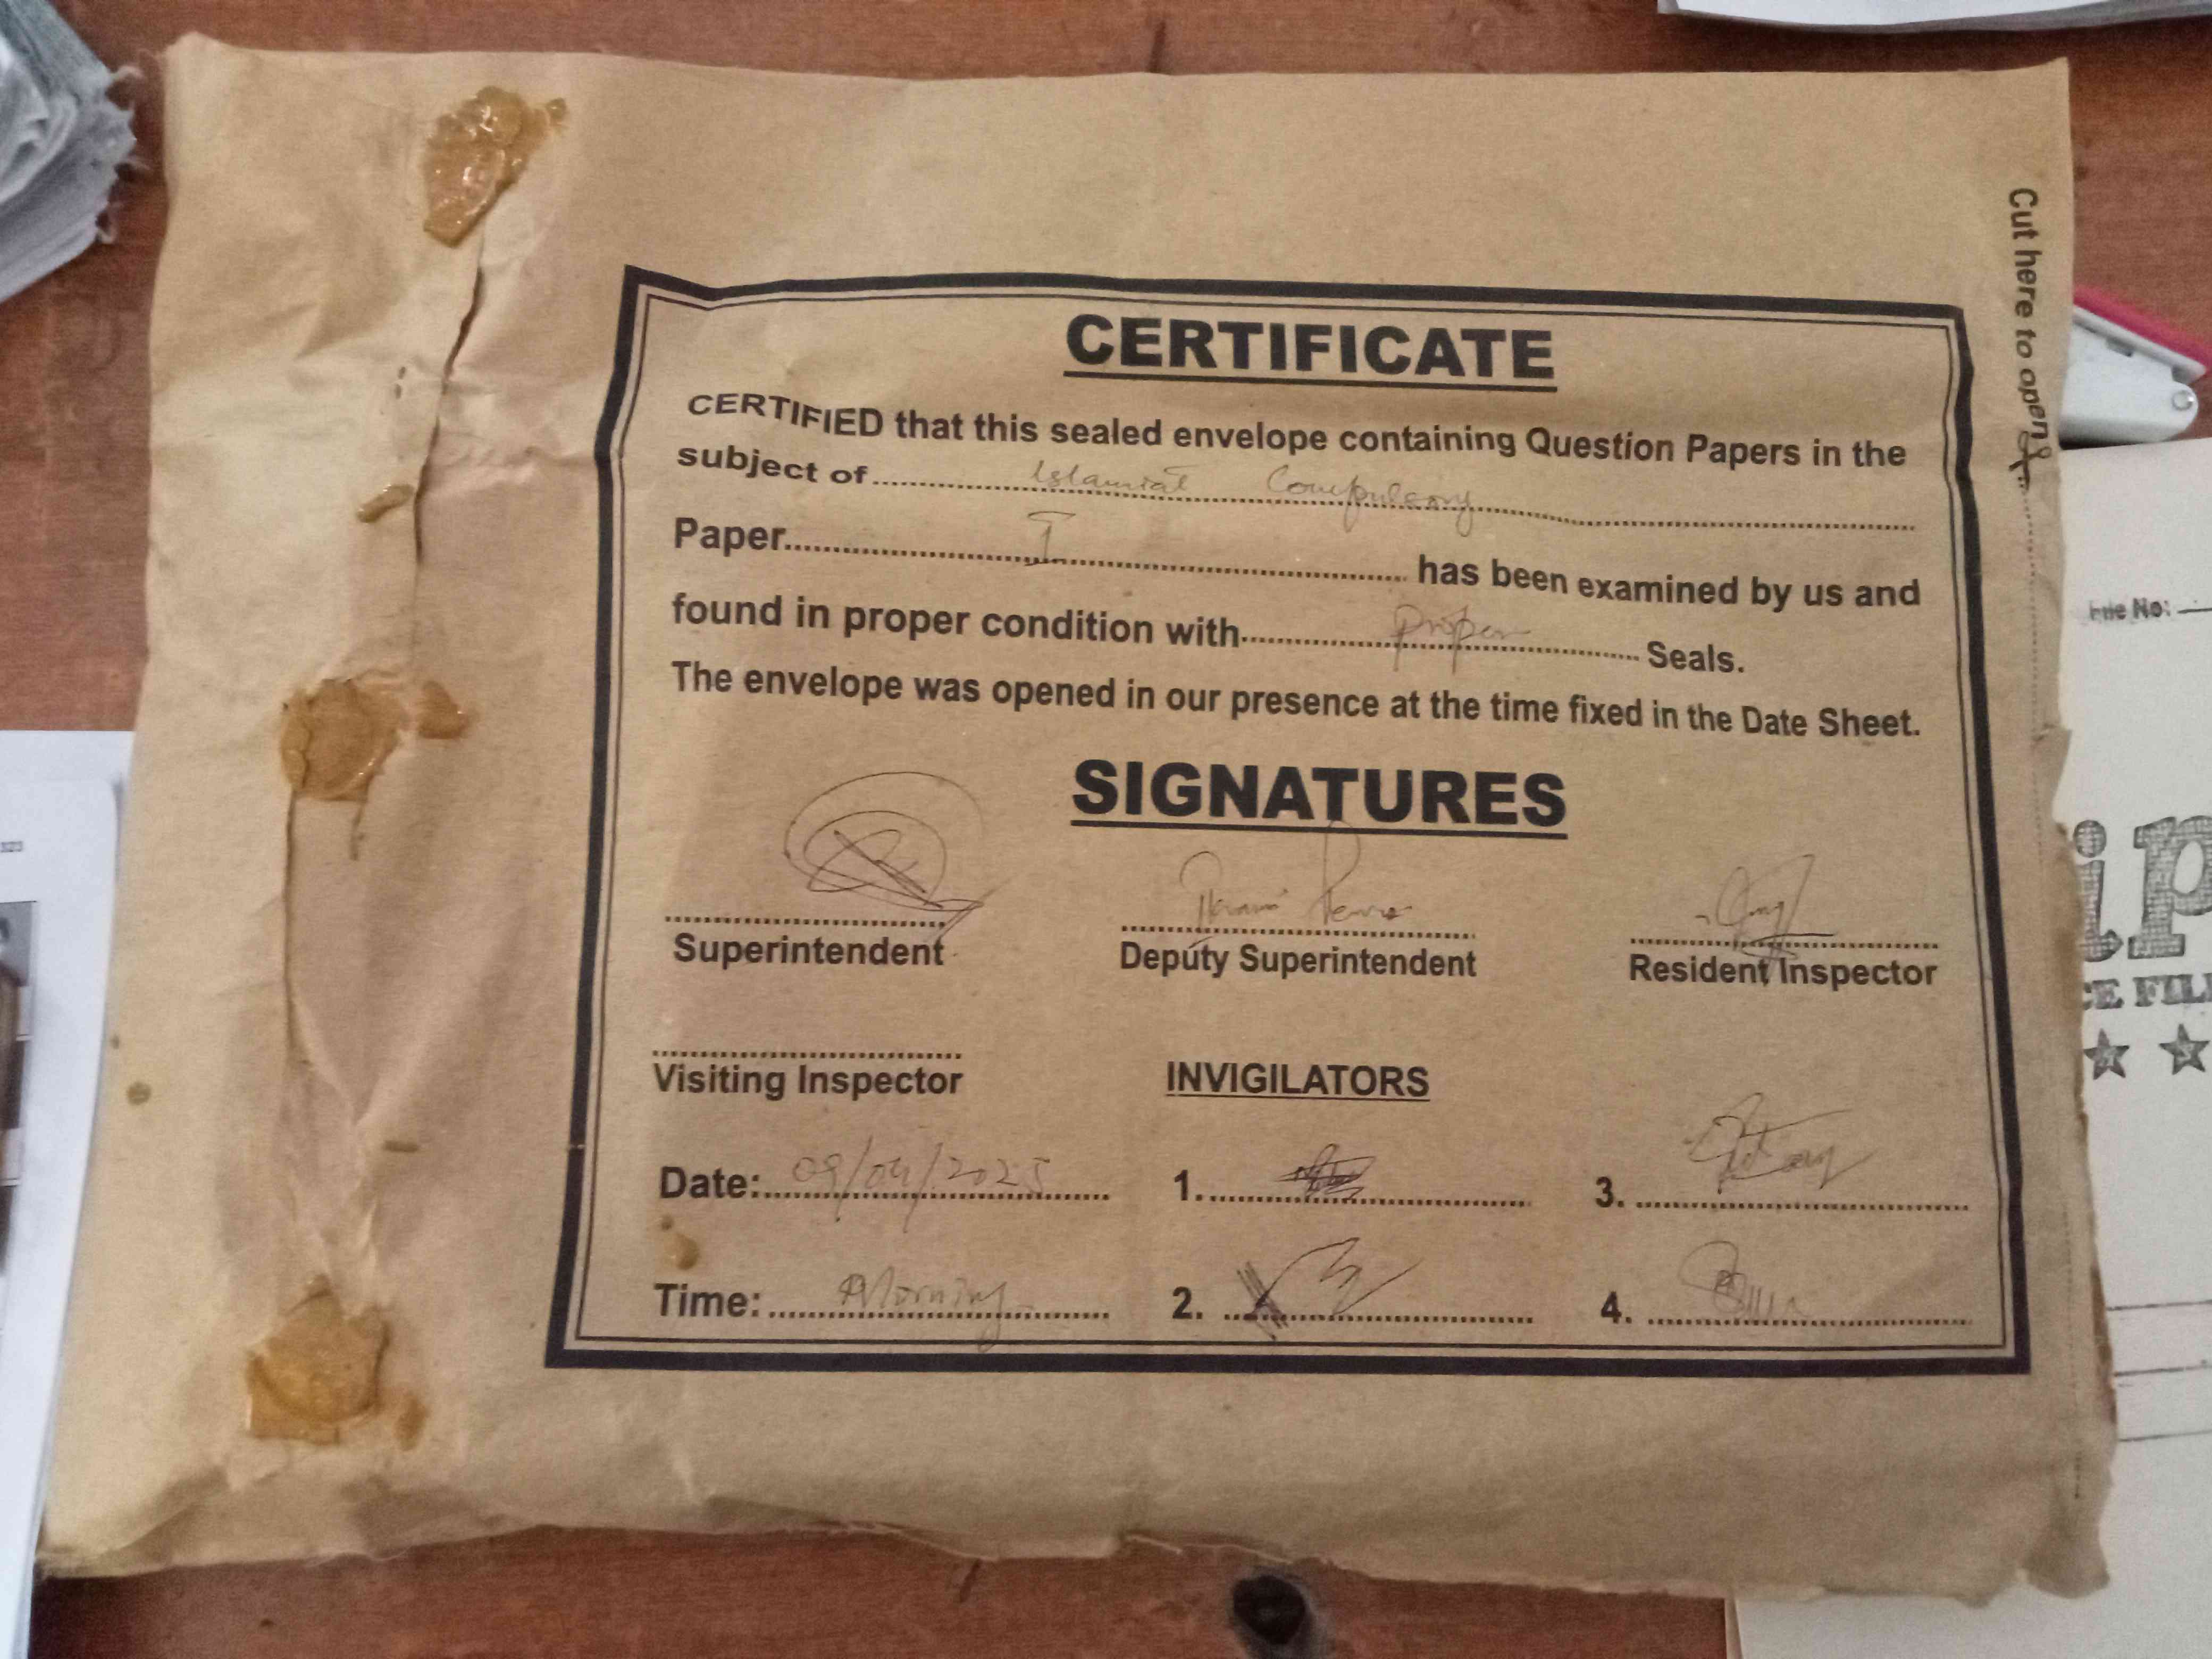 Cut here to open
CERTIFICATE
CERTIFIED that this sealed envelope containing Question Papers in the
subject of Islamiat Compulsory
Paper I has been examined by us and
found in proper condition with proper Seals.
The envelope was opened in our presence at the time fixed in the Date Sheet.
SIGNATURES
Superintendent
Deputy Superintendent
Resident Inspector
Visiting Inspector
INVIGILATORS
Date: 09/04/2025
1.
3.
Time: Morning
2.
4.
File No:
323